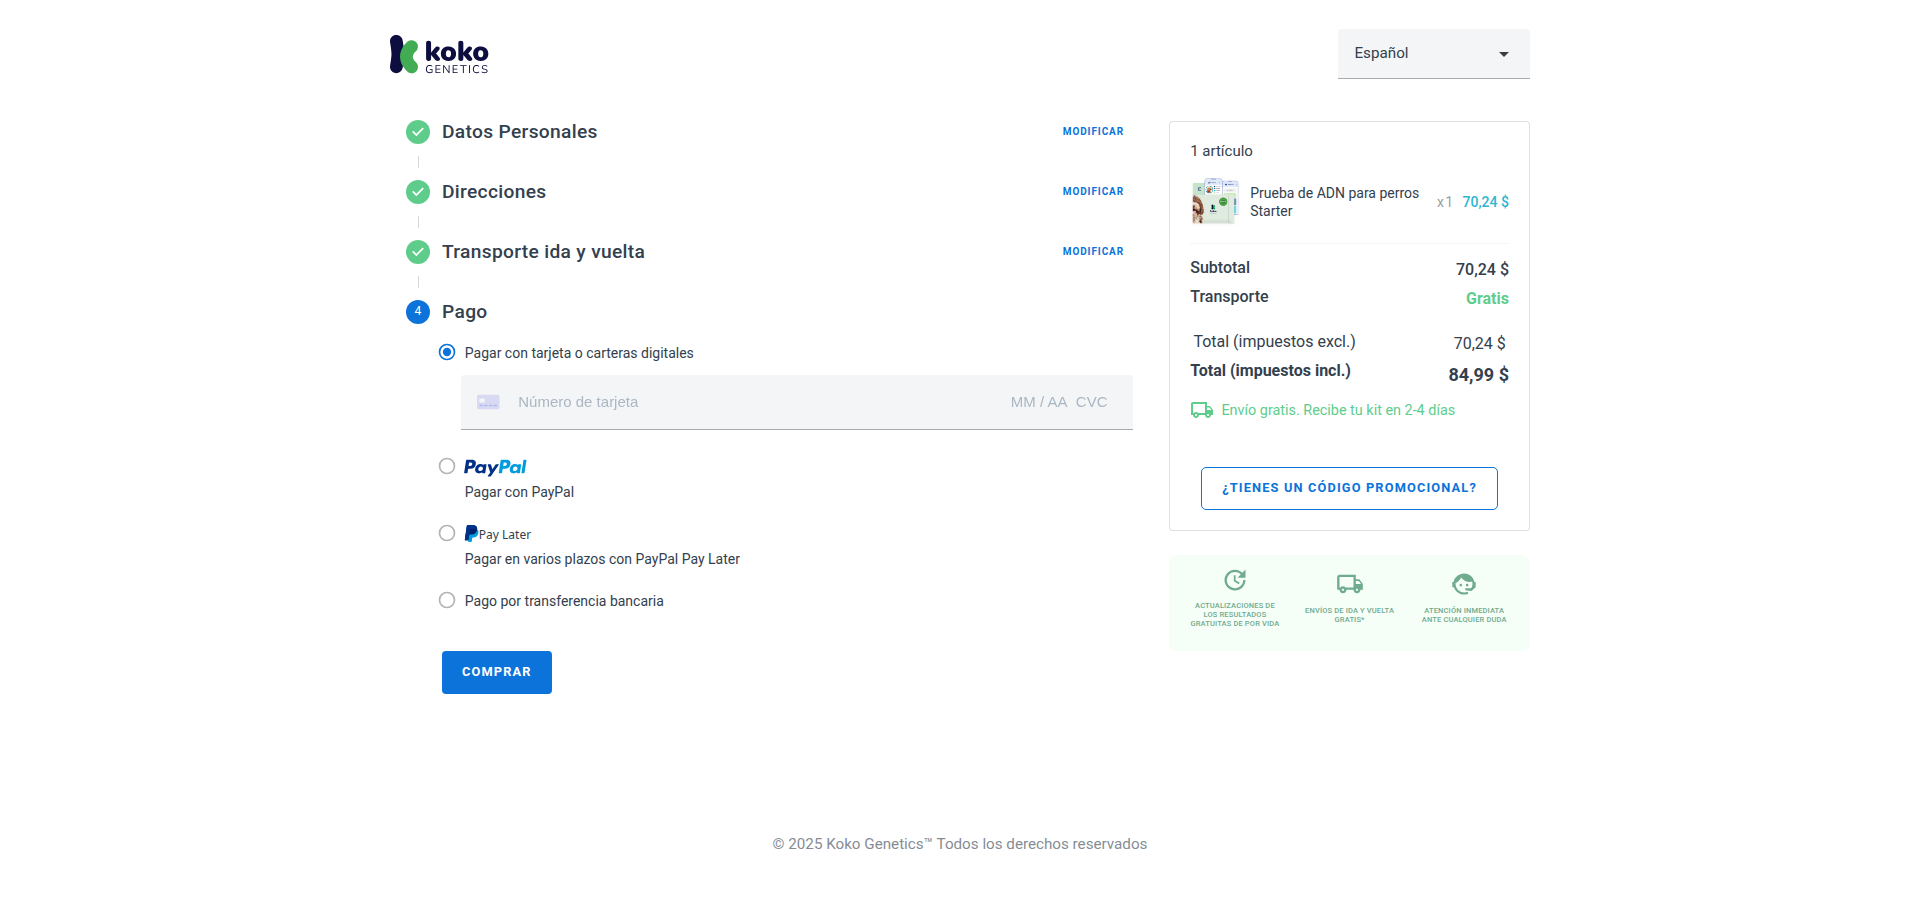 koko
GENETICS
Español
Datos Personales
MODIFICAR
Direcciones
MODIFICAR
Transporte ida y vuelta
MODIFICAR
4
Pago
Pagar con tarjeta o carteras digitales
Número de tarjeta
MM / AA CVC
PayPal
Pagar con PayPal
Pay Later
Pagar en varios plazos con PayPal Pay Later
Pago por transferencia bancaria
COMPRAR
1 artículo
Prueba de ADN para perros
Starter
x1 70,24 $
Subtotal
70,24 $
Transporte
Gratis
Total (impuestos excl.)
70,24 $
Total (impuestos incl.)
84,99 $
Envío gratis. Recibe tu kit en 2-4 días
¿TIENES UN CÓDIGO PROMOCIONAL?
ACTUALIZACIONES DE
LOS RESULTADOS
GRATUITAS DE POR VIDA
ENVÍOS DE IDA Y VUELTA
GRATIS*
ATENCIÓN INMEDIATA
ANTE CUALQUIER DUDA
© 2025 Koko Genetics™ Todos los derechos reservados